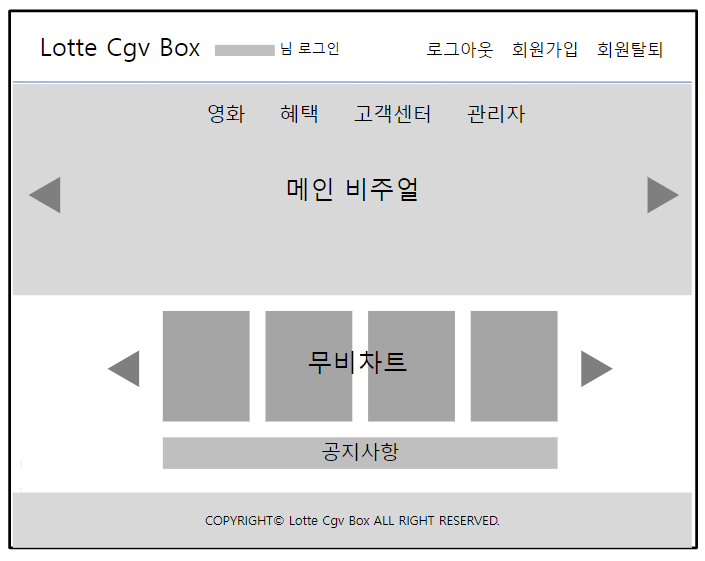 Lotte Cgv Box 님 로그인 로그아웃 회원가입 회원탈퇴
영화 혜택 고객센터 관리자
메인 비주얼
무비차트
공지사항
COPYRIGHT© Lotte Cgv Box ALL RIGHT RESERVED.